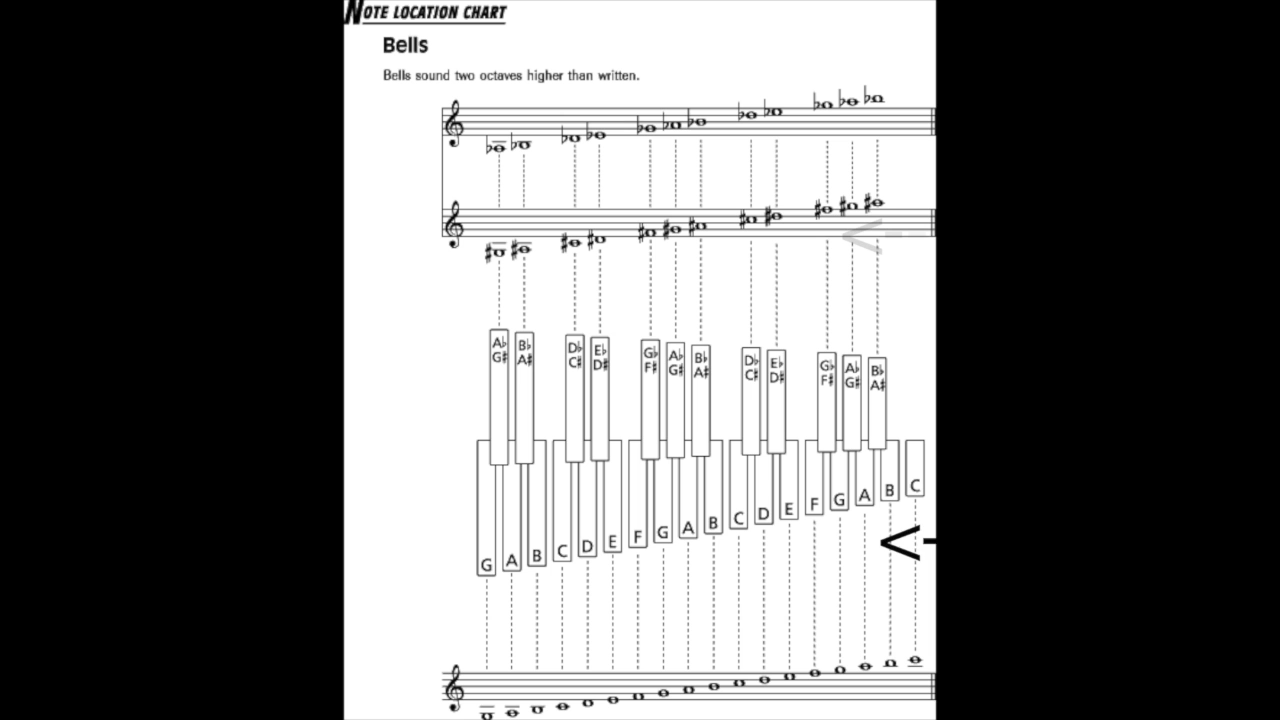 NOTE LOCATION CHART
Bells
Bells sound two octaves higher than written.
A♭ B♭ D♭ E♭ G♭ A♭ B♭ D♭ E♭ G♭ A♭ B♭
G♯ A♯ C♯ D♯ F♯ G♯ A♯ C♯ D♯ F♯ G♯ A♯
G A B C D E F G A B C D E F G A B C
<-